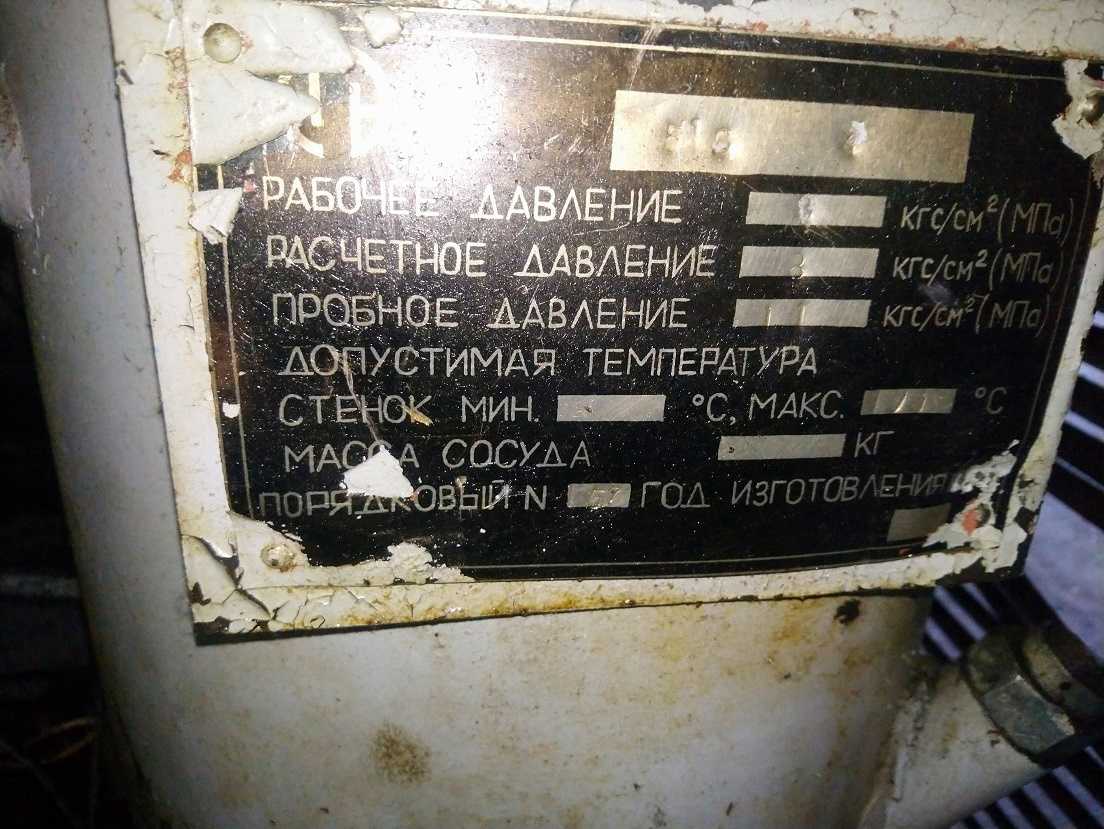 РАБОЧЕЕ ДАВЛЕНИЕ кгс/см² (МПа)
РАСЧЕТНОЕ ДАВЛЕНИЕ кгс/см² (МПа)
ПРОБНОЕ ДАВЛЕНИЕ кгс/см² (МПа)
ДОПУСТИМАЯ ТЕМПЕРАТУРА
СТЕНОК МИН. °С, МАКС. °С
МАССА СОСУДА КГ
ПОРЯДКОВЫЙ N ГОД ИЗГОТОВЛЕНИЯ